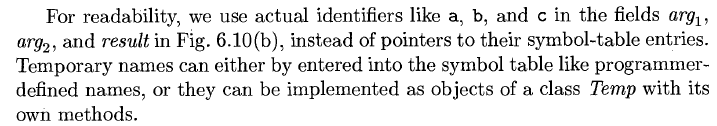 For readability, we use actual identifiers like a, b, and c in the fields arg₁,
arg₂, and result in Fig. 6.10(b), instead of pointers to their symbol-table entries.
Temporary names can either by entered into the symbol table like programmer-
defined names, or they can be implemented as objects of a class Temp with its
own methods.